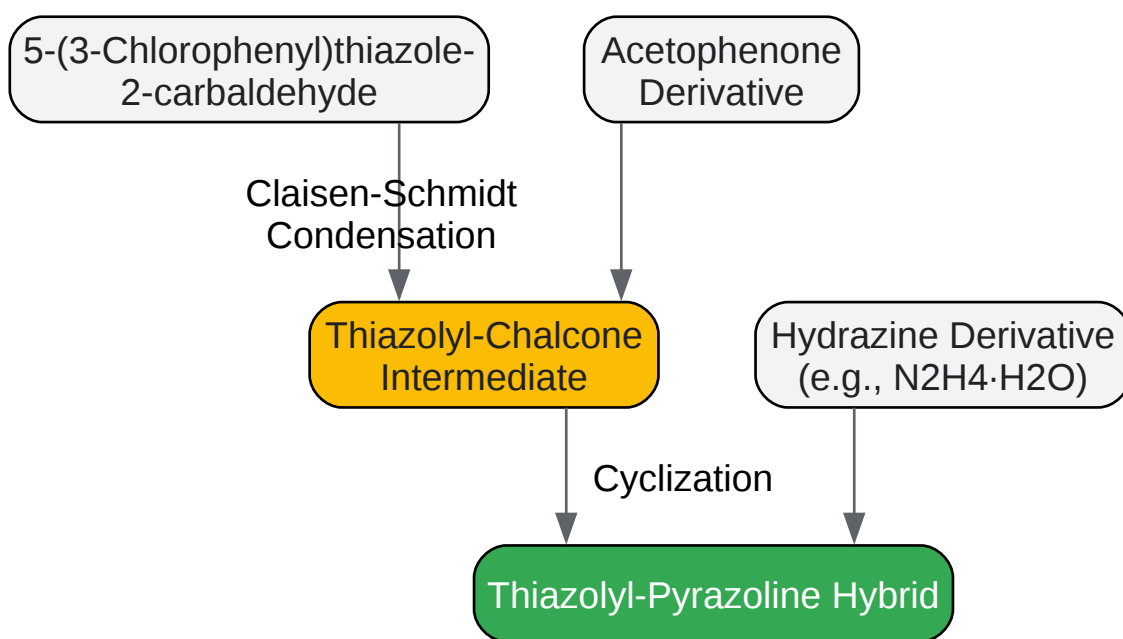 5-(3-Chlorophenyl)thiazole-
2-carbaldehyde
Acetophenone
Derivative
Claisen-Schmidt
Condensation
Thiazolyl-Chalcone
Intermediate
Hydrazine Derivative
(e.g., N2H4·H2O)
Cyclization
Thiazolyl-Pyrazoline Hybrid